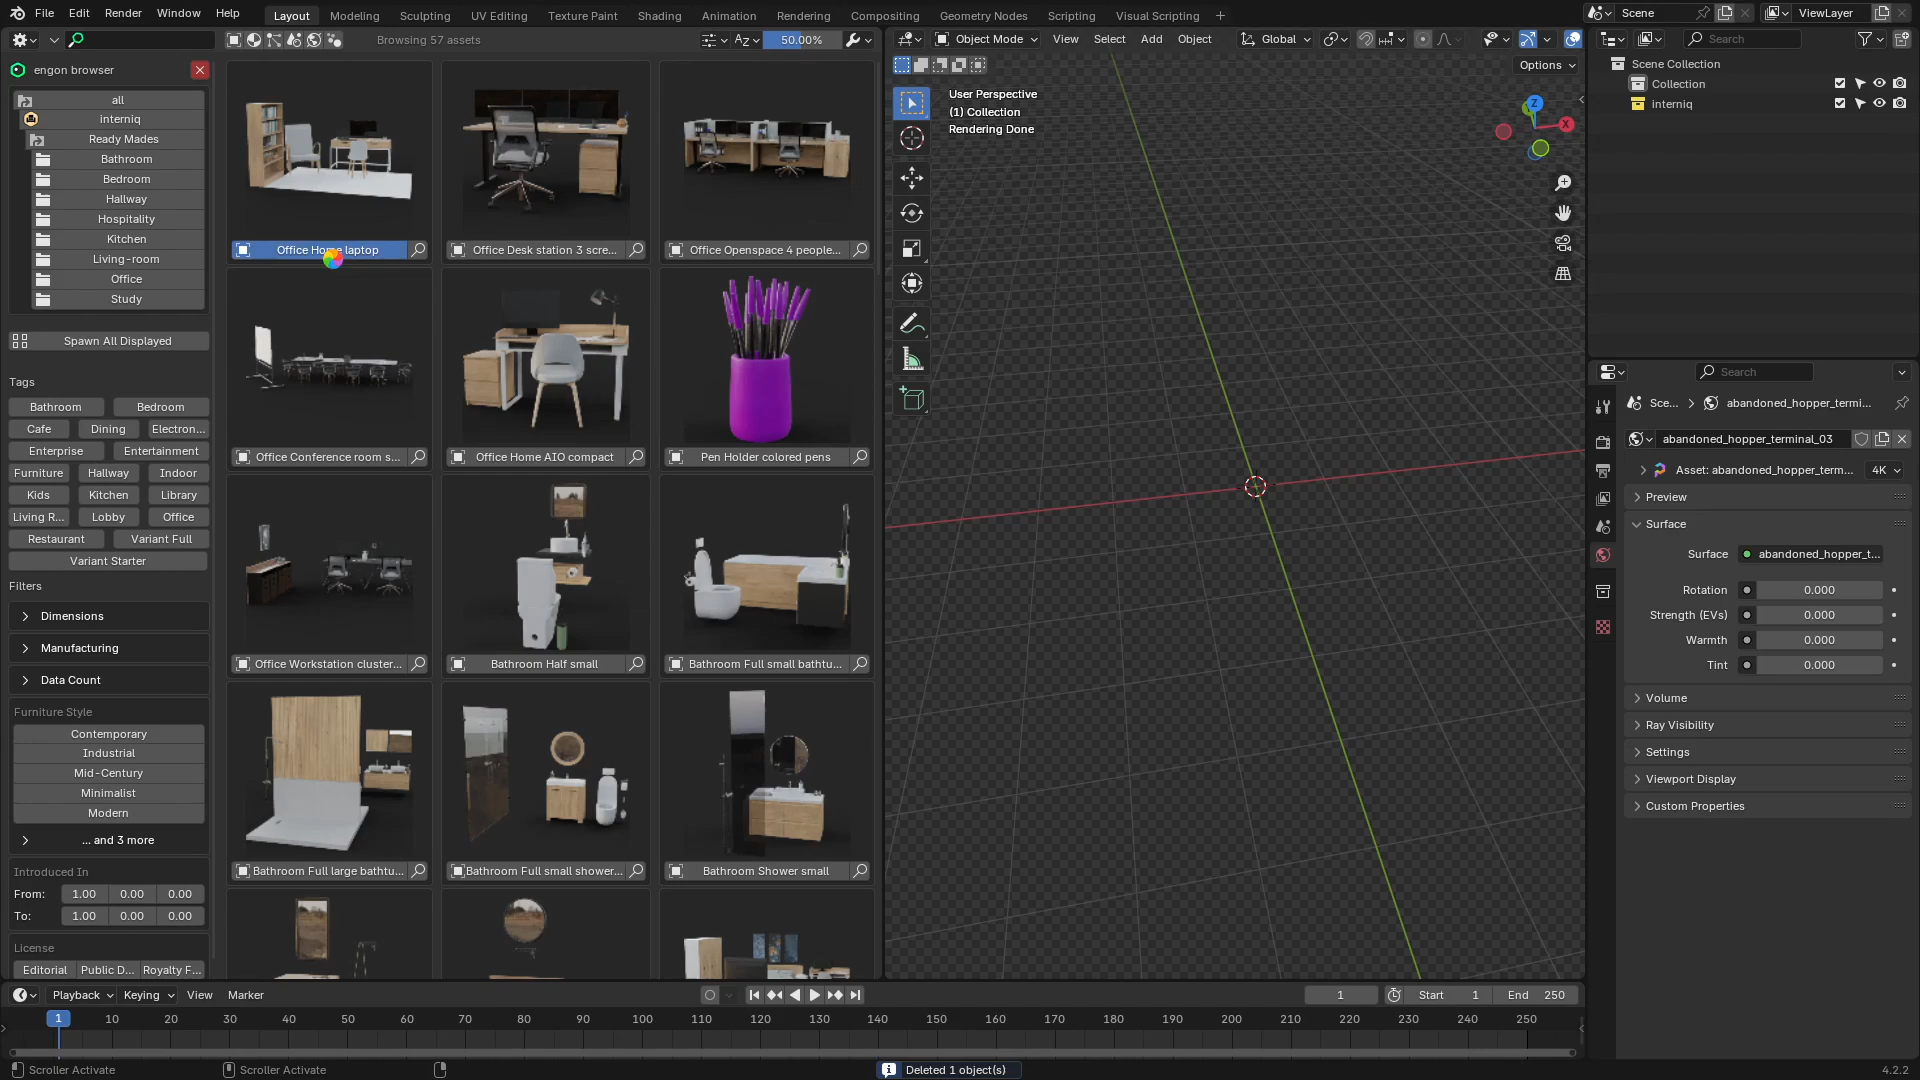 File Edit Render Window Help Layout Modeling Sculpting UV Editing Texture Paint Shading Animation Rendering Compositing Geometry Nodes Scripting Visual Scripting + Scene ViewLayer
Browsing 57 assets 50.00% Object Mode View Select Add Object Global Search
engon browser
all
interniq
Ready Mades
Bathroom
Bedroom
Hallway
Hospitality
Kitchen
Living-room
Office
Study
Spawn All Displayed
Tags
Bathroom Bedroom
Cafe Dining Electron...
Enterprise Entertainment
Furniture Hallway Indoor
Kids Kitchen Library
Living R... Lobby Office
Restaurant Variant Full
Variant Starter
Filters
Dimensions
Manufacturing
Data Count
Furniture Style
Contemporary
Industrial
Mid-Century
Minimalist
Modern
... and 3 more
Introduced In
From: 1.00 0.00 0.00
To: 1.00 0.00 0.00
License
Editorial Public D... Royalty F...
Office Home laptop Office Desk station 3 scre... Office Openspace 4 people...
Office Conference room s... Office Home AIO compact Pen Holder colored pens
Office Workstation cluster... Bathroom Half small Bathroom Full small bathtu...
Bathroom Full large bathtu... Bathroom Full small shower... Bathroom Shower small
Options
User Perspective
(1) Collection
Rendering Done
Z
X
Scene Collection
Collection
interniq
Search
Sce... abandoned_hopper_termi...
abandoned_hopper_terminal_03
Asset: abandoned_hopper_term... 4K
Preview
Surface
Surface abandoned_hopper_t...
Rotation 0.000
Strength (EVs) 0.000
Warmth 0.000
Tint 0.000
Volume
Ray Visibility
Settings
Viewport Display
Custom Properties
Playback Keying View Marker 1 Start 1 End 250
1 10 20 30 40 50 60 70 80 90 100 110 120 130 140 150 160 170 180 190 200 210 220 230 240 250
Scroller Activate Scroller Activate Deleted 1 object(s) 4.2.2